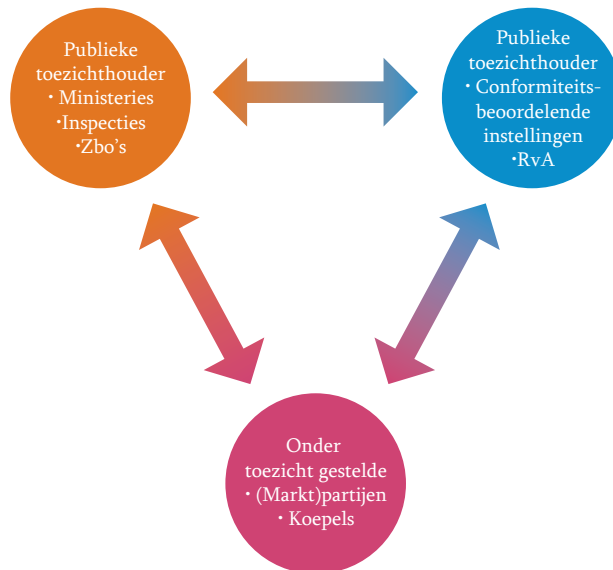 Publieke
toezichthouder
• Ministeries
•Inspecties
• Zbo's
Publieke
toezichthouder
• Conformiteits-
beoordelende
instellingen
•RvA
Onder
toezicht gestelde
• (Markt)partijen
• Koepels